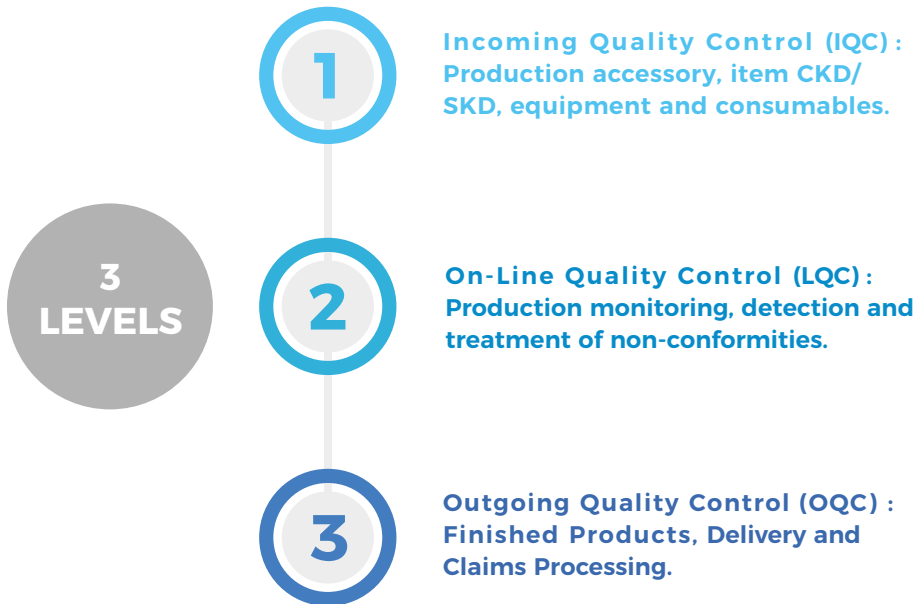 1
Incoming Quality Control (IQC) :
Production accessory, item CKD/
SKD, equipment and consumables.
3
LEVELS
2
On-Line Quality Control (LQC) :
Production monitoring, detection and
treatment of non-conformities.
3
Outgoing Quality Control (OQC) :
Finished Products, Delivery and
Claims Processing.